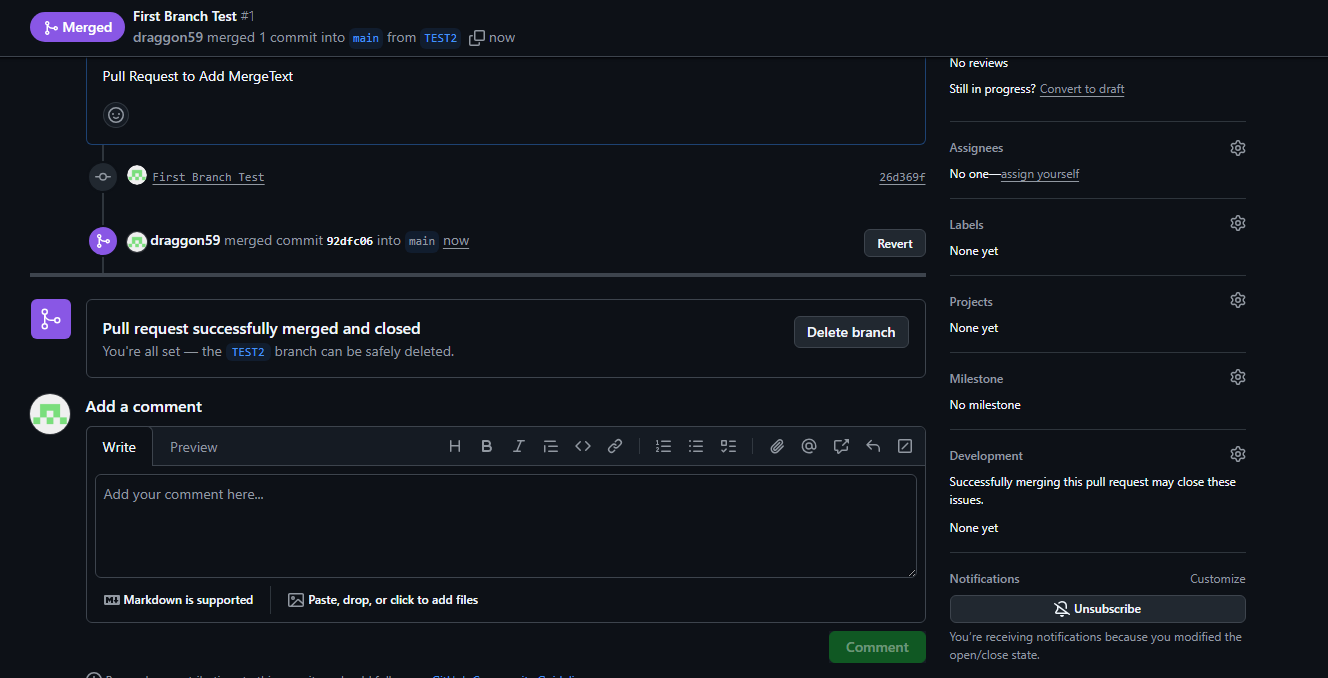 Merged
First Branch Test #1
draggon59 merged 1 commit into main from TEST2 now
Pull Request to Add MergeText
First Branch Test 26d369f
draggon59 merged commit 92dfc06 into main now
Revert
Pull request successfully merged and closed
You're all set — the TEST2 branch can be safely deleted.
Delete branch
Add a comment
Write Preview
Add your comment here...
Markdown is supported
Paste, drop, or click to add files
Comment
No reviews
Still in progress? Convert to draft
Assignees
No one—assign yourself
Labels
None yet
Projects
None yet
Milestone
No milestone
Development
Successfully merging this pull request may close these
issues.
None yet
Notifications Customize
Unsubscribe
You're receiving notifications because you modified the
open/close state.